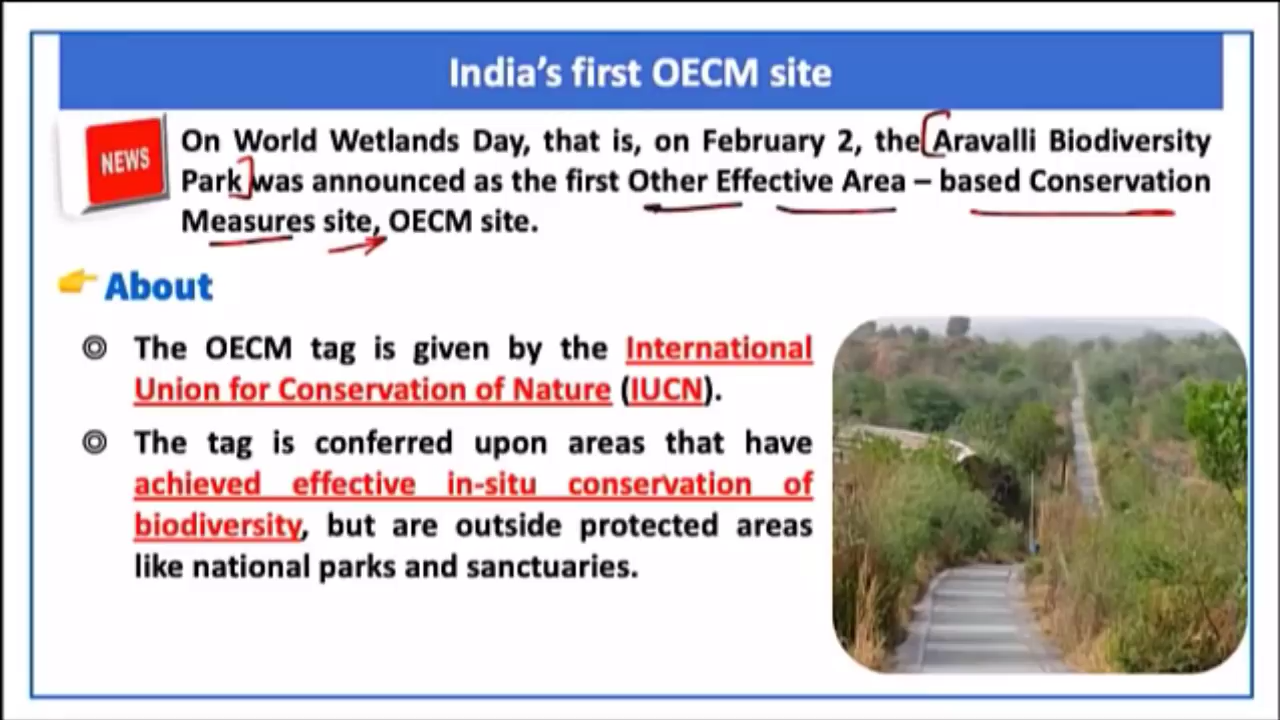 India's first OECM site
NEWS
On World Wetlands Day, that is, on February 2, the Aravalli Biodiversity
Park was announced as the first Other Effective Area – based Conservation
Measures site, OECM site.
About
The OECM tag is given by the International
Union for Conservation of Nature (IUCN).
The tag is conferred upon areas that have
achieved effective in-situ conservation of
biodiversity, but are outside protected areas
like national parks and sanctuaries.